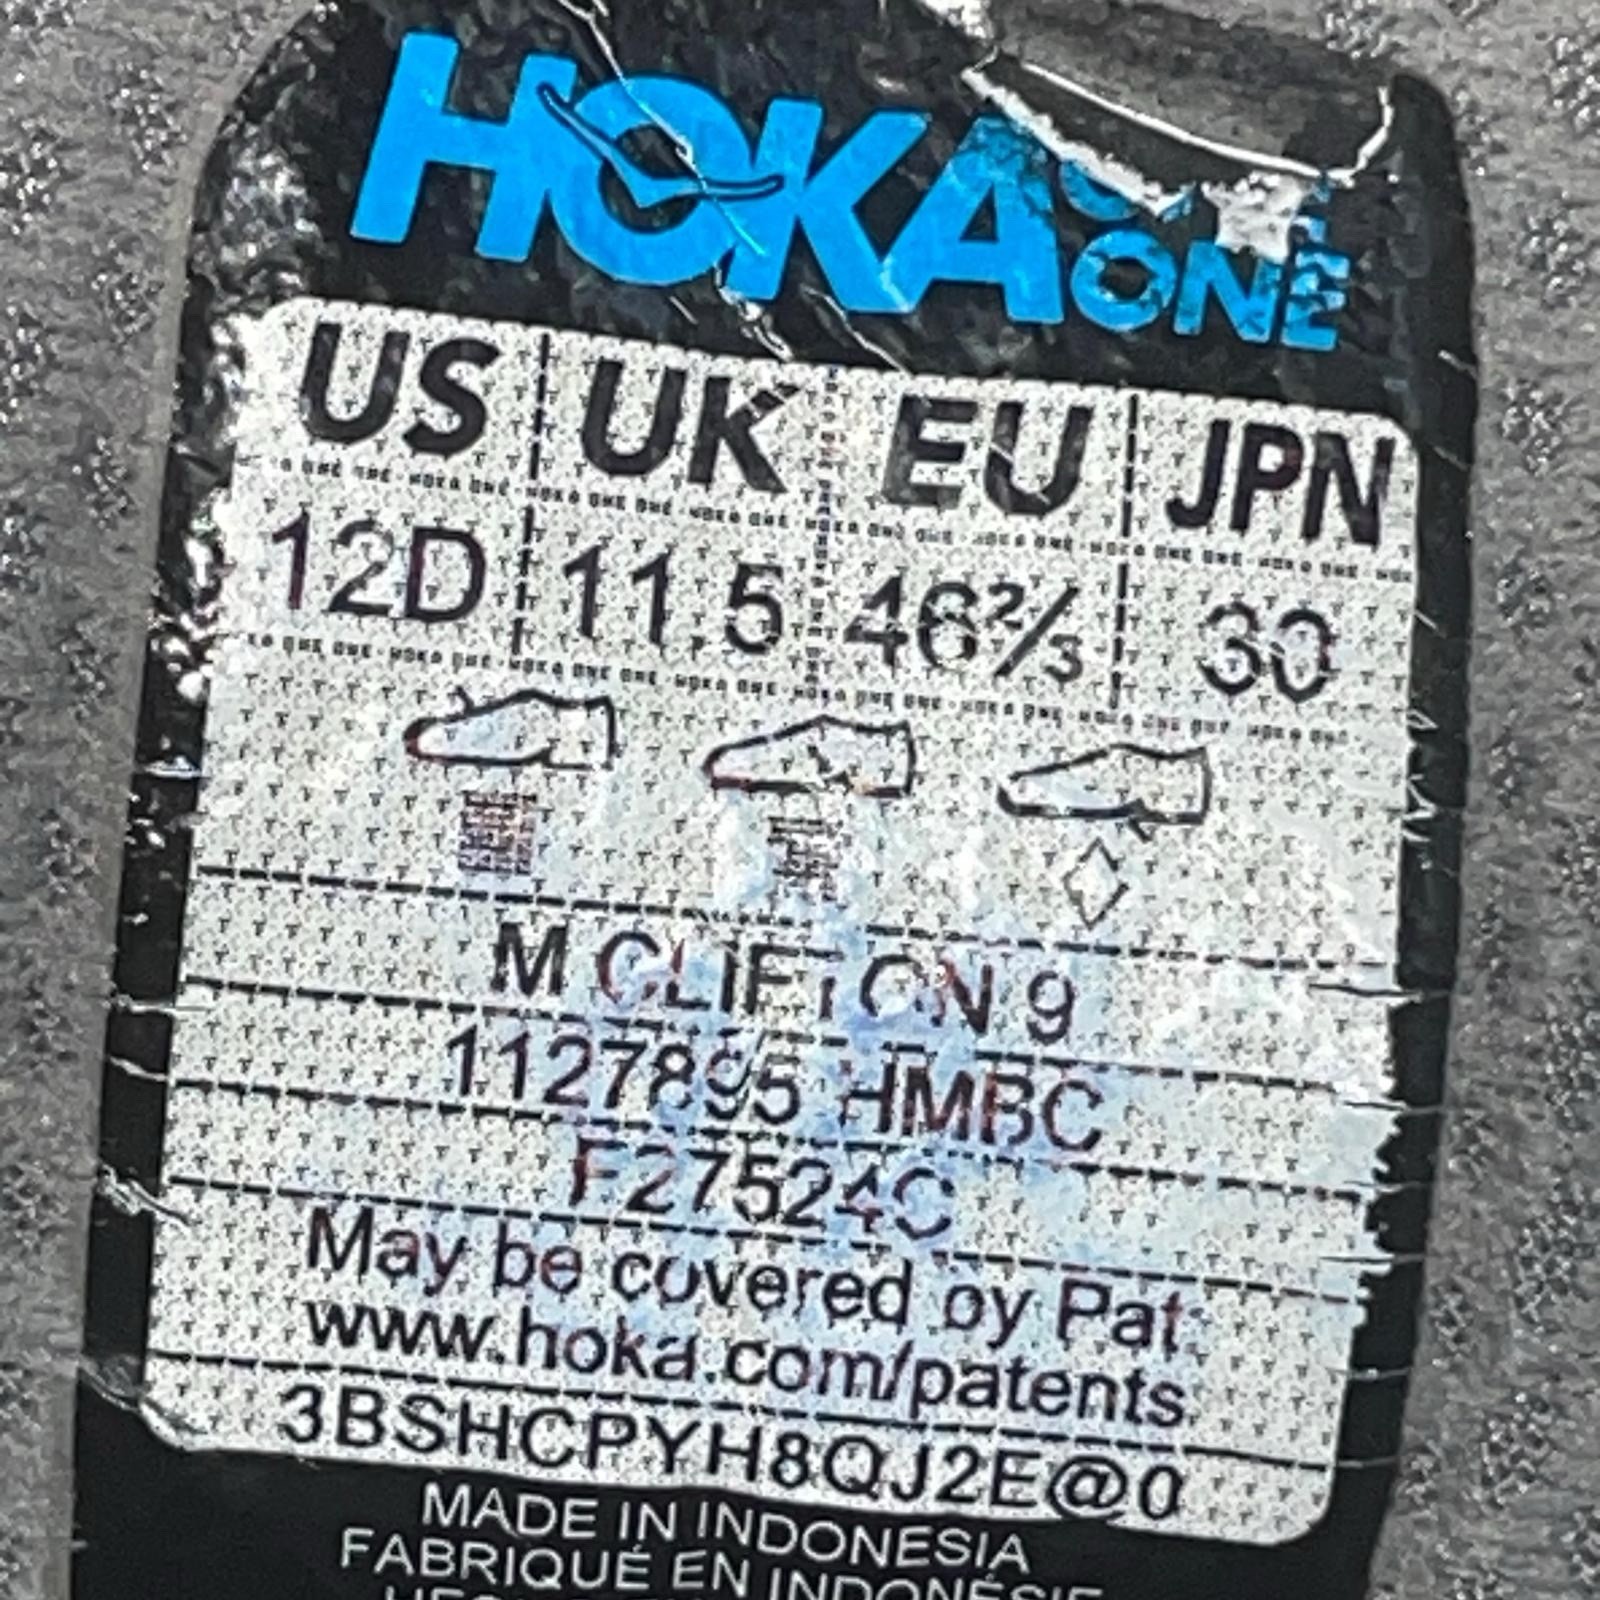 HOKA ONE ONE
US UK EU JPN
12D 11.5 46⅔ 30
M CLIFTON 9
1127895 HMBC
F27524C
May be covered by Pat:
www.hoka.com/patents
3BSHCPYH8QJ2E@0
MADE IN INDONESIA
FABRIQUÉ EN INDONÉSIE